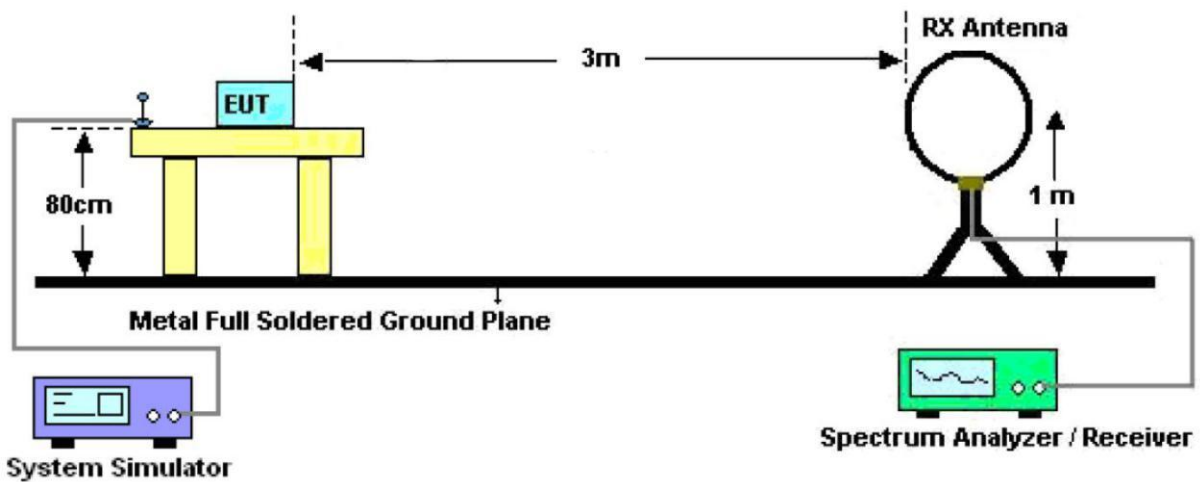 RX Antenna
3m
EUT
80cm
1 m
Metal Full Soldered Ground Plane
System Simulator
Spectrum Analyzer / Receiver